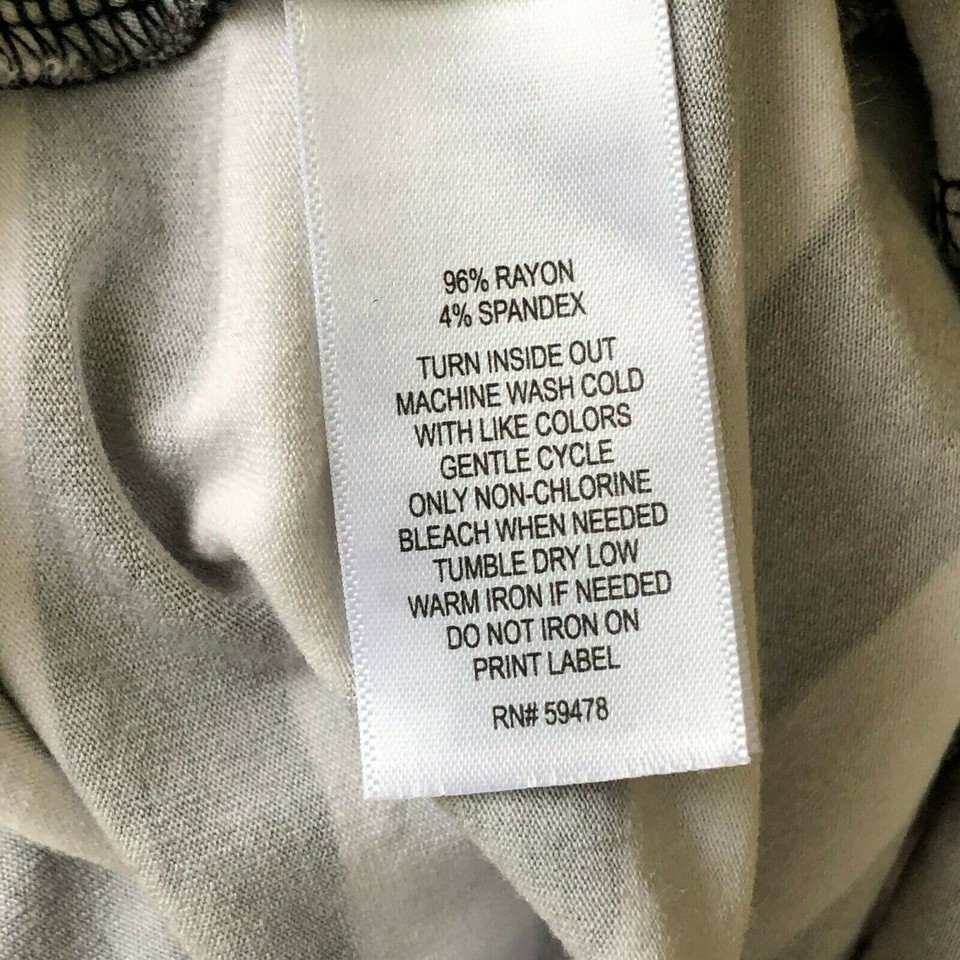 96% RAYON
4% SPANDEX
TURN INSIDE OUT
MACHINE WASH COLD
WITH LIKE COLORS
GENTLE CYCLE
ONLY NON-CHLORINE
BLEACH WHEN NEEDED
TUMBLE DRY LOW
WARM IRON IF NEEDED
DO NOT IRON ON
PRINT LABEL
RN# 59478